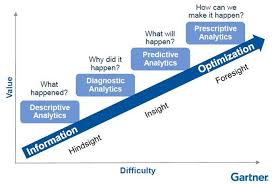 How can we
make it happen?
Prescriptive
Analytics
What will
happen?
Predictive
Analytics
Why did it
happen?
Diagnostic
Analytics
What
happened?
Descriptive
Analytics
Optimization
Information
Foresight
Insight
Hindsight
Value
Difficulty
Gartner